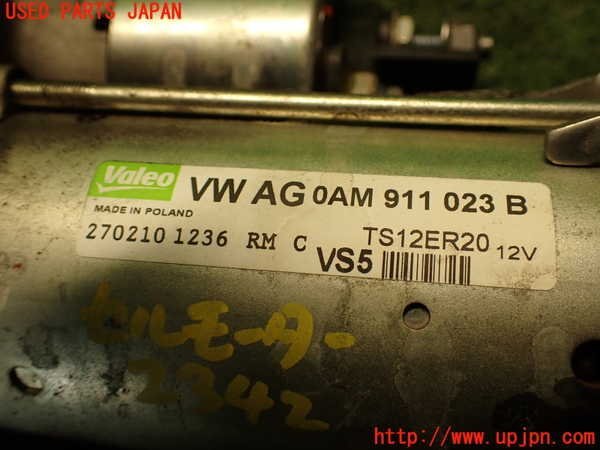 USED PARTS JAPAN
Valeo
VW AG 0AM 911 023 B
MADE IN POLAND
270210 1236 RM C
TS12ER20 12V
VS5
セルモーター
2342
http://www.upjpn.com/